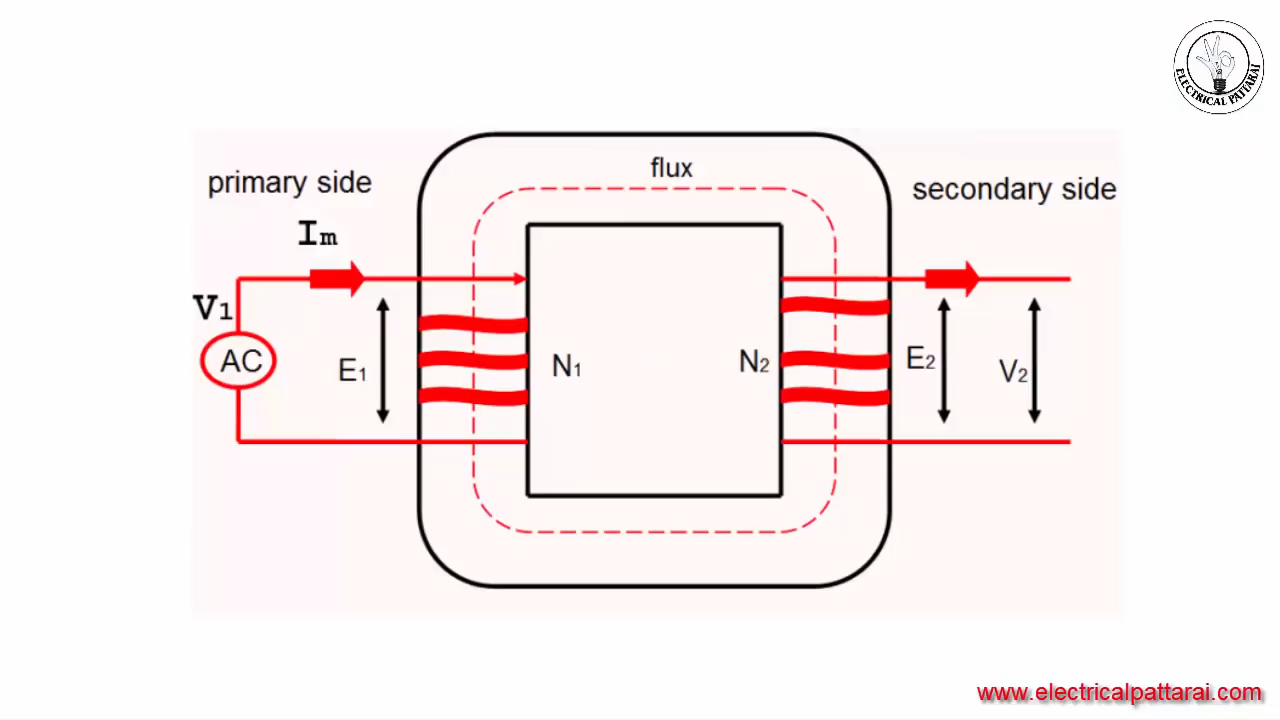 ELECTRICAL PATTARAI
flux
primary side
secondary side
Im
V1
AC
E1
N1
N2
E2
V2
www.electricalpattarai.com